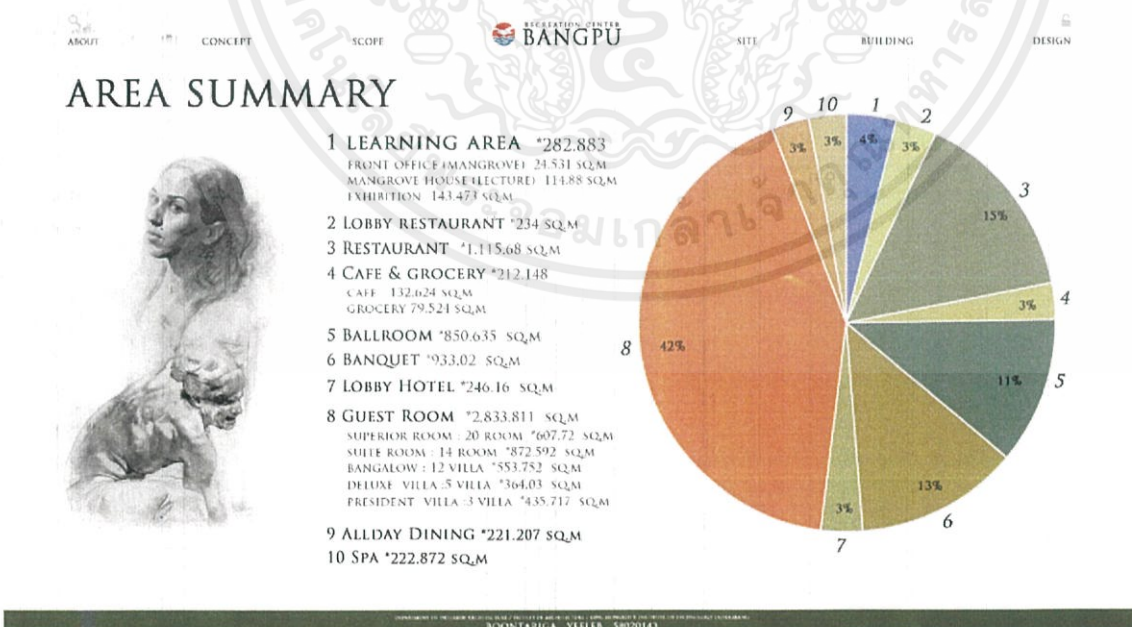 ABOUT
CONCEPT
SCOPE
RECREATION CENTER
BANGPU
SITE
BUILDING
DESIGN
AREA SUMMARY
1 LEARNING AREA *282.883
FRONT OFFICE (MANGROVE) 24.531 SQ.M
MANGROVE HOUSE (LECTURE) 114.88 SQ.M
EXHIBITION 143.473 SQ.M
2 LOBBY RESTAURANT *234 SQ.M
3 RESTAURANT *1,115.68 SQ.M
4 CAFE & GROCERY *212.148
CAFE 132.624 SQ.M
GROCERY 79.524 SQ.M
5 BALLROOM *850.635 SQ.M
6 BANQUET *933.02 SQ.M
7 LOBBY HOTEL *246.16 SQ.M
8 GUEST ROOM *2,833.811 SQ.M
SUPERIOR ROOM : 20 ROOM *607.72 SQ.M
SUITE ROOM : 14 ROOM *872.592 SQ.M
BANGALOW : 12 VILLA *553.752 SQ.M
DELUXE VILLA :5 VILLA *364.03 SQ.M
PRESIDENT VILLA :3 VILLA *435.717 SQ.M
9 ALLDAY DINING *221.207 SQ.M
10 SPA *222.872 SQ.M
9
10
1
2
3% 3% 4% 3%
3
15%
4
3%
8
42%
5
11%
13%
6
3%
7
BOONTARIGA YEELEB 58020143